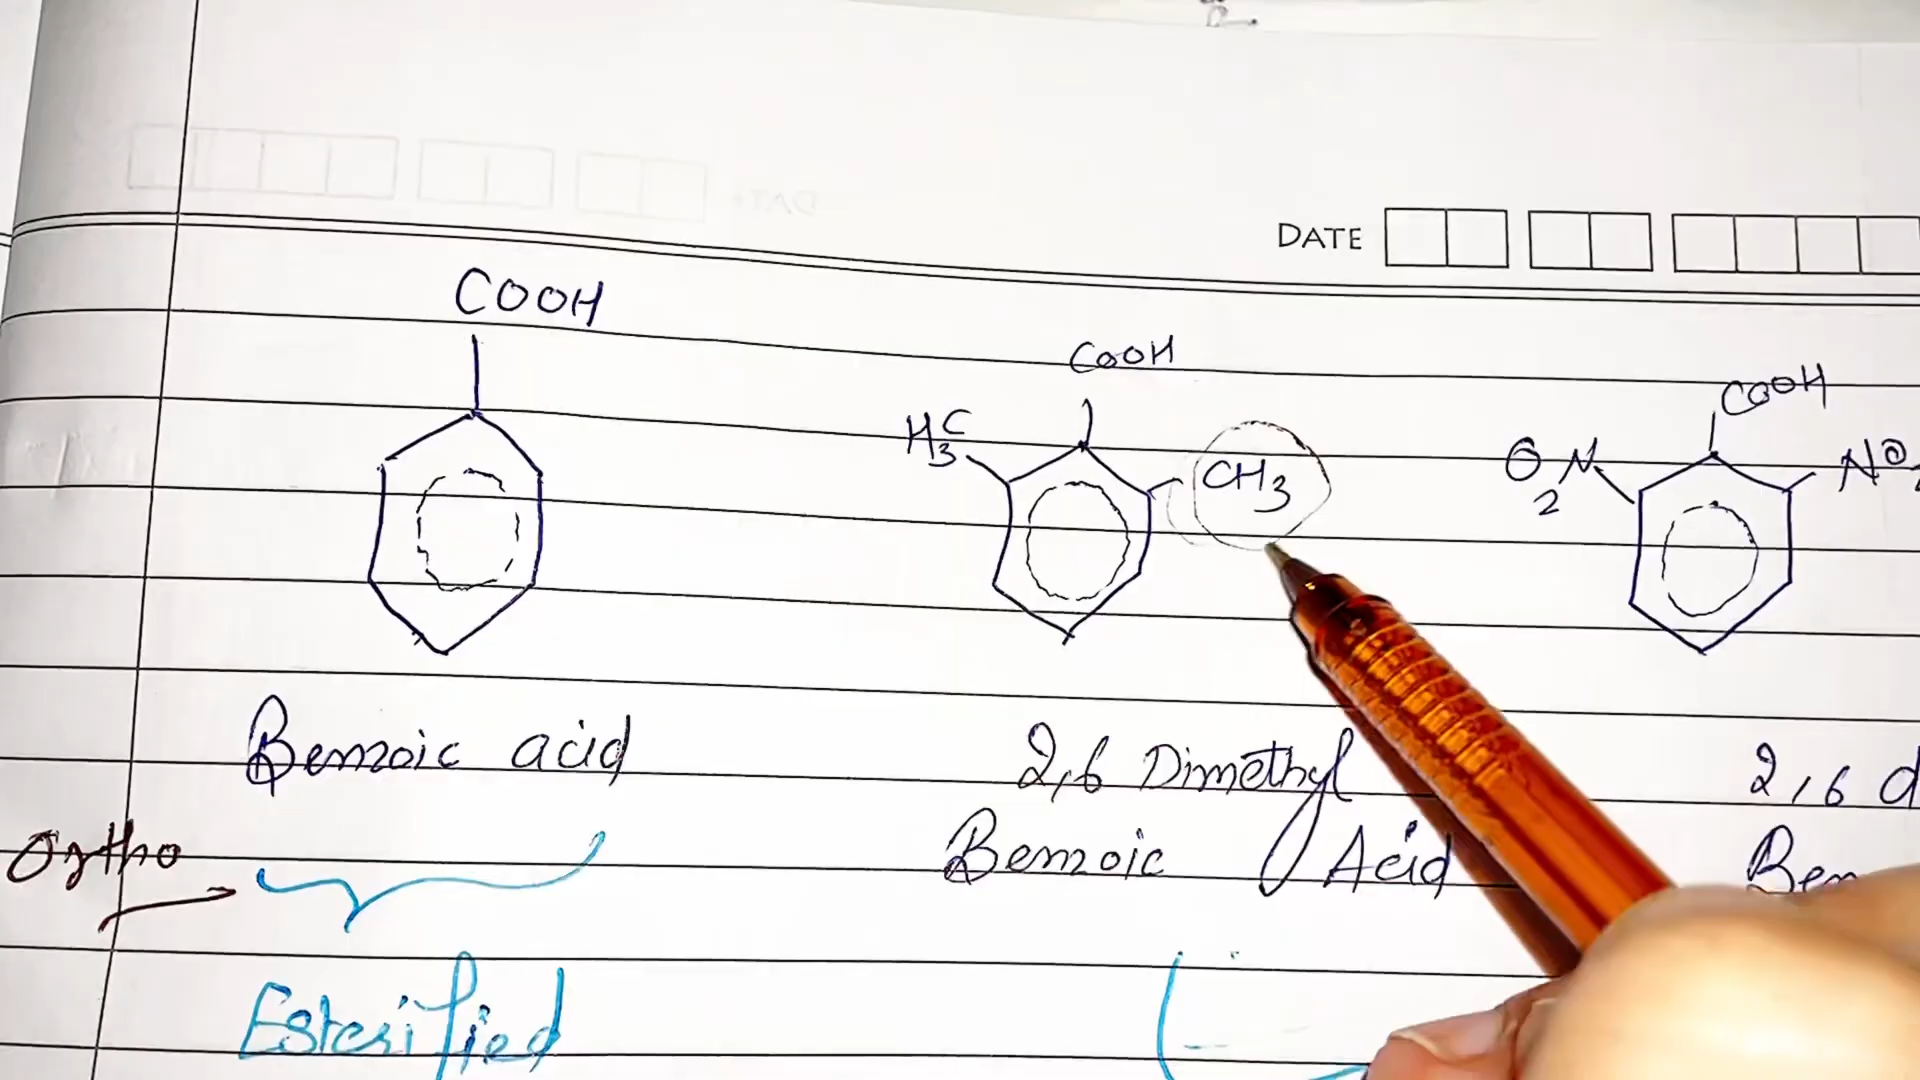 DATE
COOH
COOH
COOH
H3C
CH3
O2N
NO2
Benzoic acid
2,6 Dimethyl
Benzoic Acid
2,6 d
Ben
Ortho
Esterified